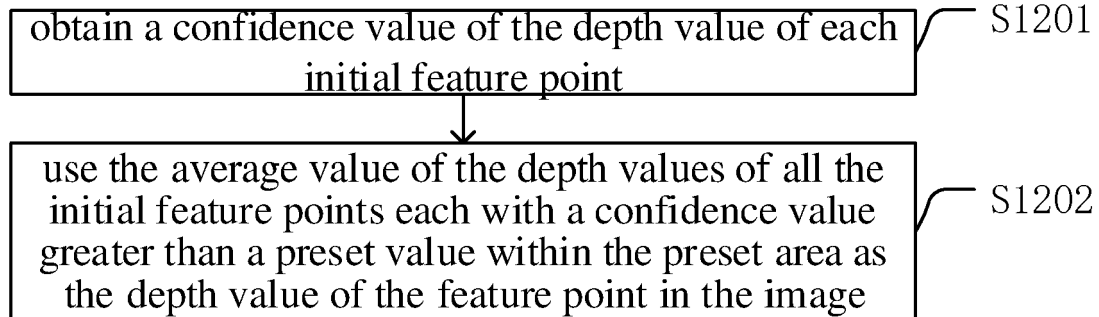 obtain a confidence value of the depth value of each
initial feature point
S1201
use the average value of the depth values of all the
initial feature points each with a confidence value
greater than a preset value within the preset area as
the depth value of the feature point in the image
S1202